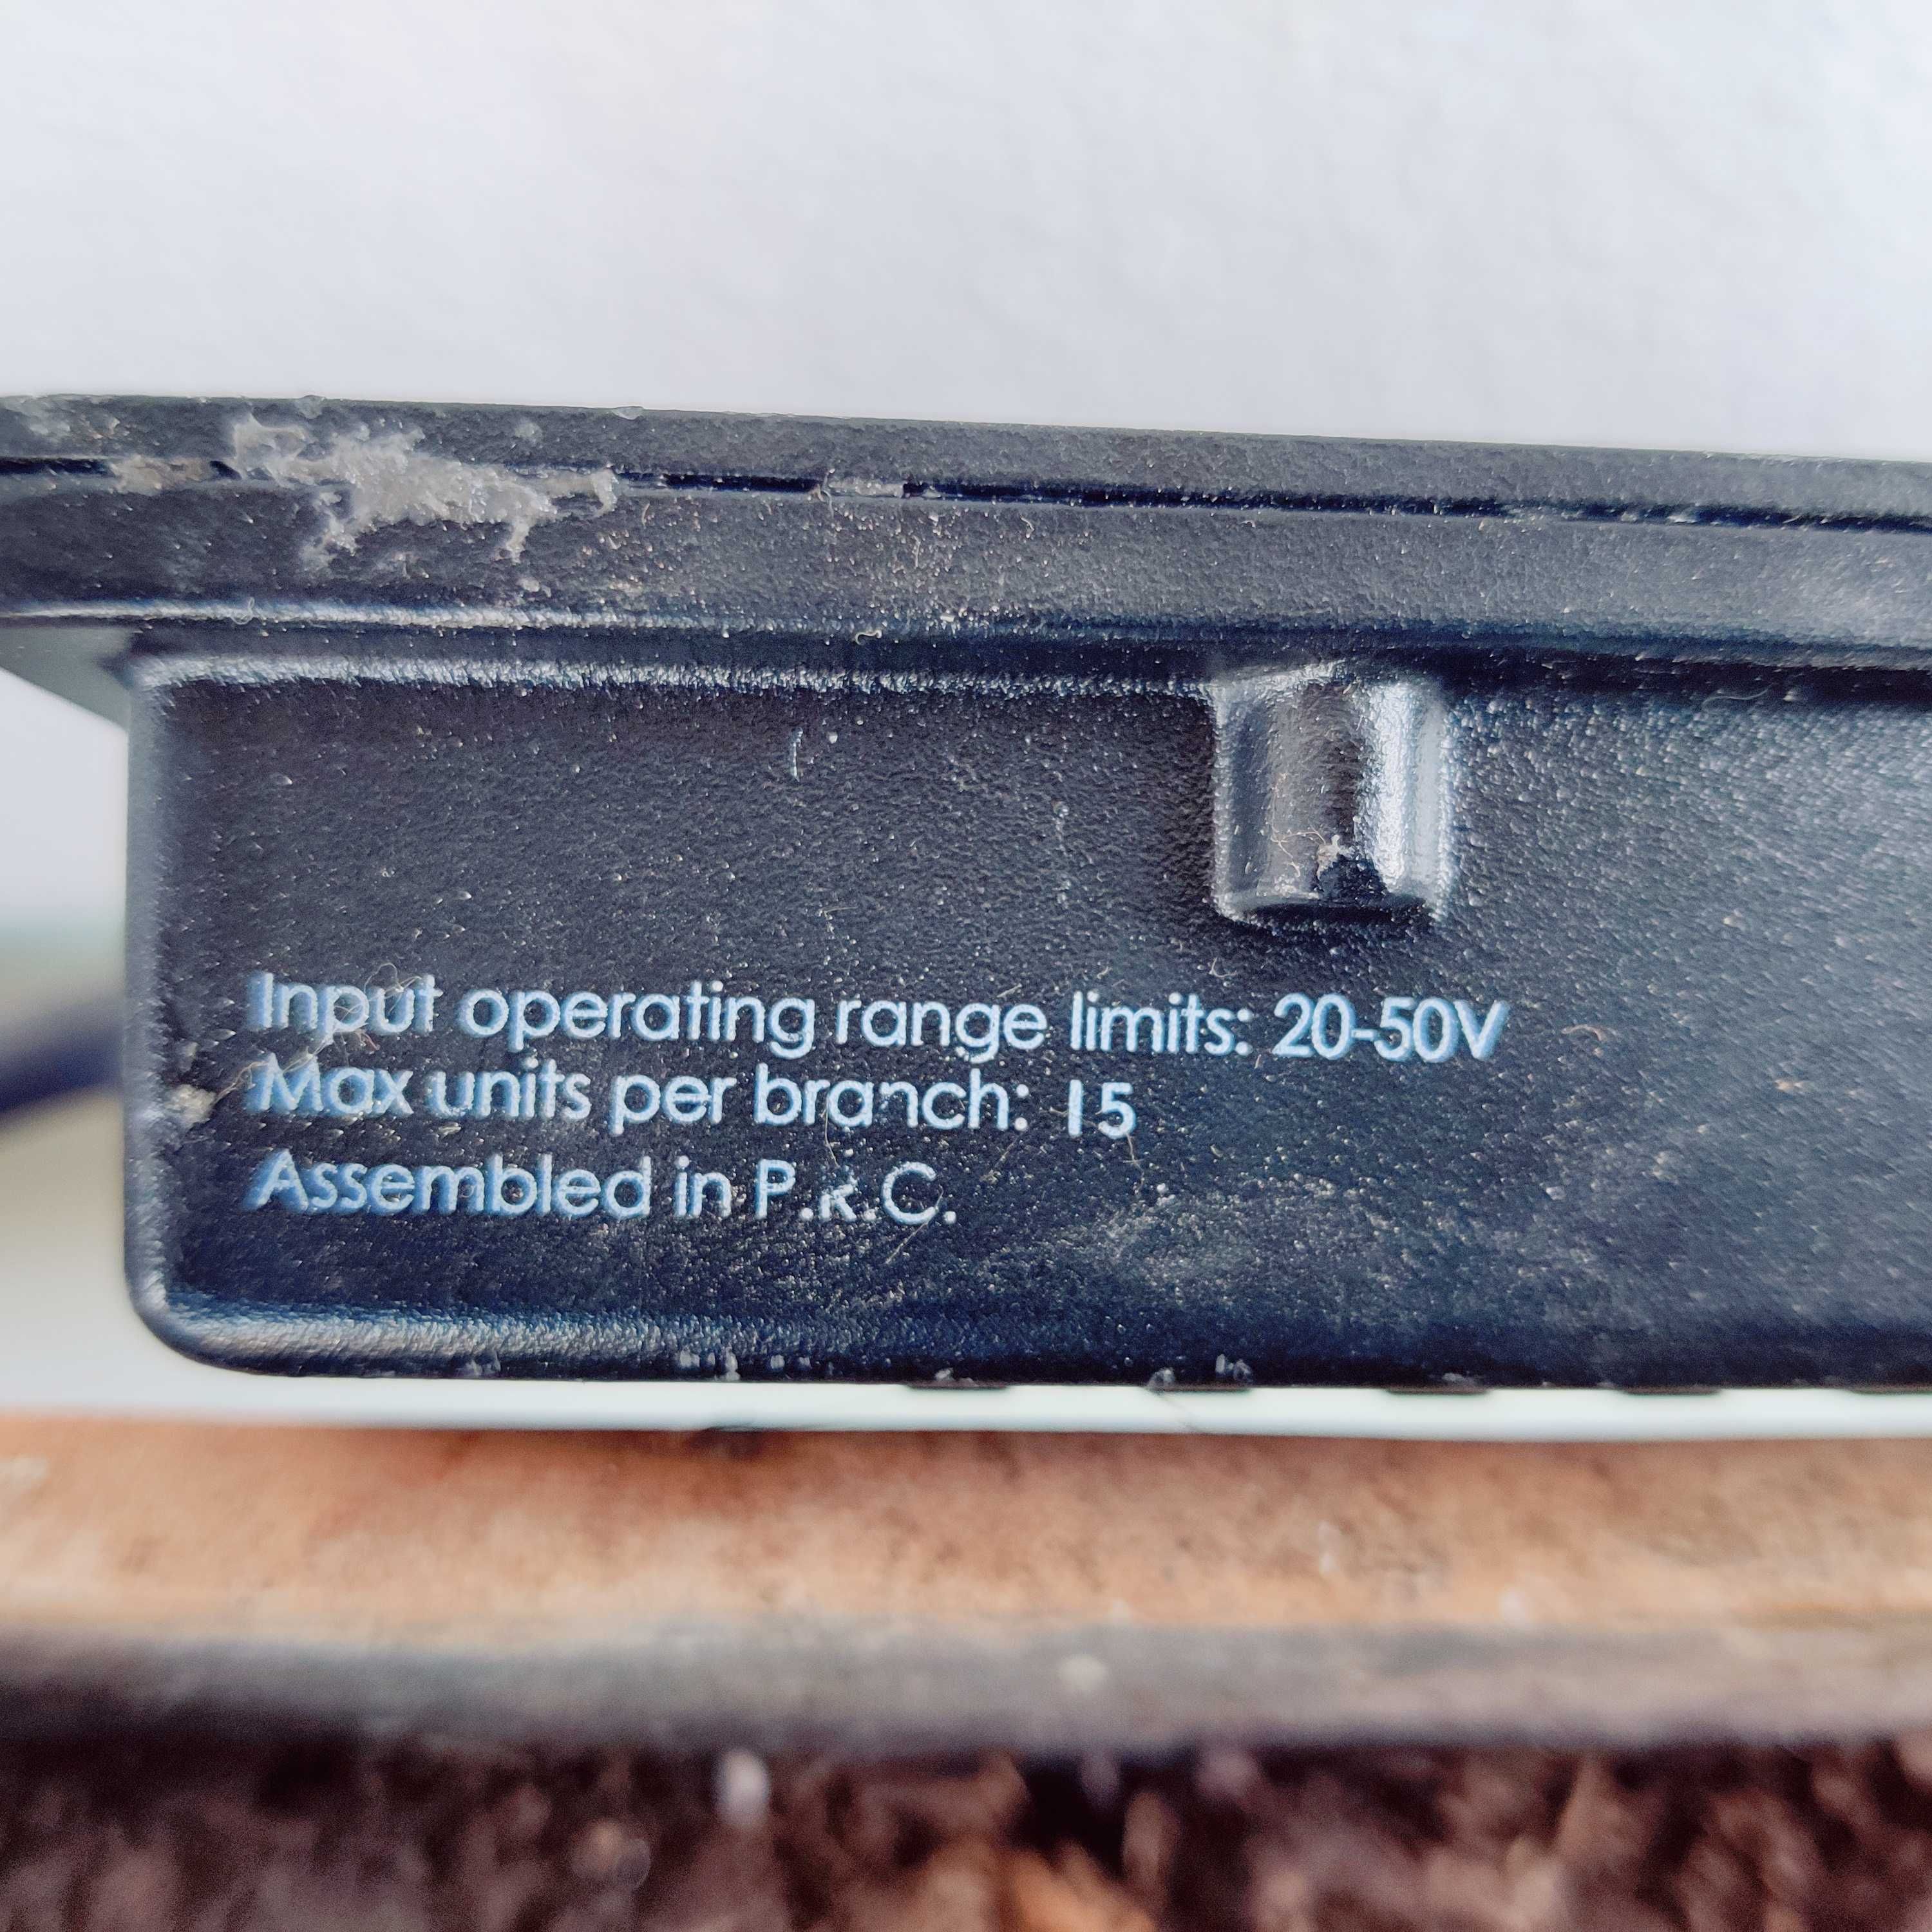 Input operating range limits: 20-50V
Max units per branch: 15
Assembled in P.R.C.